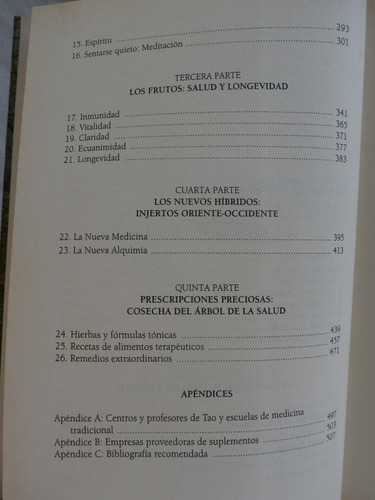 15. Espíritu 293
16. Sentarse quieto: Meditación 301
TERCERA PARTE
LOS FRUTOS: SALUD Y LONGEVIDAD
17. Inmunidad 341
18. Vitalidad 365
19. Claridad 371
20. Ecuanimidad 377
21. Longevidad 383
CUARTA PARTE
LOS NUEVOS HÍBRIDOS:
INJERTOS ORIENTE-OCCIDENTE
22. La Nueva Medicina 395
23. La Nueva Alquimia 413
QUINTA PARTE
PRESCRIPCIONES PRECIOSAS:
COSECHA DEL ÁRBOL DE LA SALUD
24. Hierbas y fórmulas tónicas 439
25. Recetas de alimentos terapéuticos 457
26. Remedios extraordinarios 471
APÉNDICES
Apéndice A: Centros y profesores de Tao y escuelas de medicina
tradicional 497
Apéndice B: Empresas proveedoras de suplementos 503
Apéndice C: Bibliografía recomendada 507